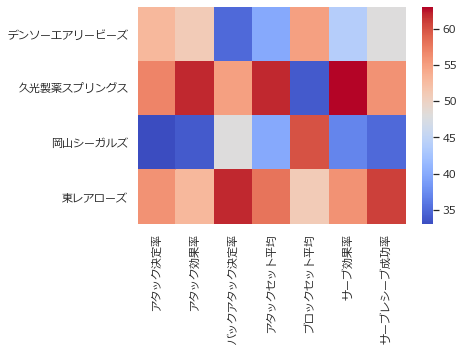 デンソーエアリービーズ
久光製薬スプリングス
岡山シーガルズ
東レアローズ
60
55
50
45
40
35
アタック決定率
アタック効果率
バックアタック決定率
アタックセット平均
ブロックセット平均
サーブ効果率
サーブレシーブ成功率